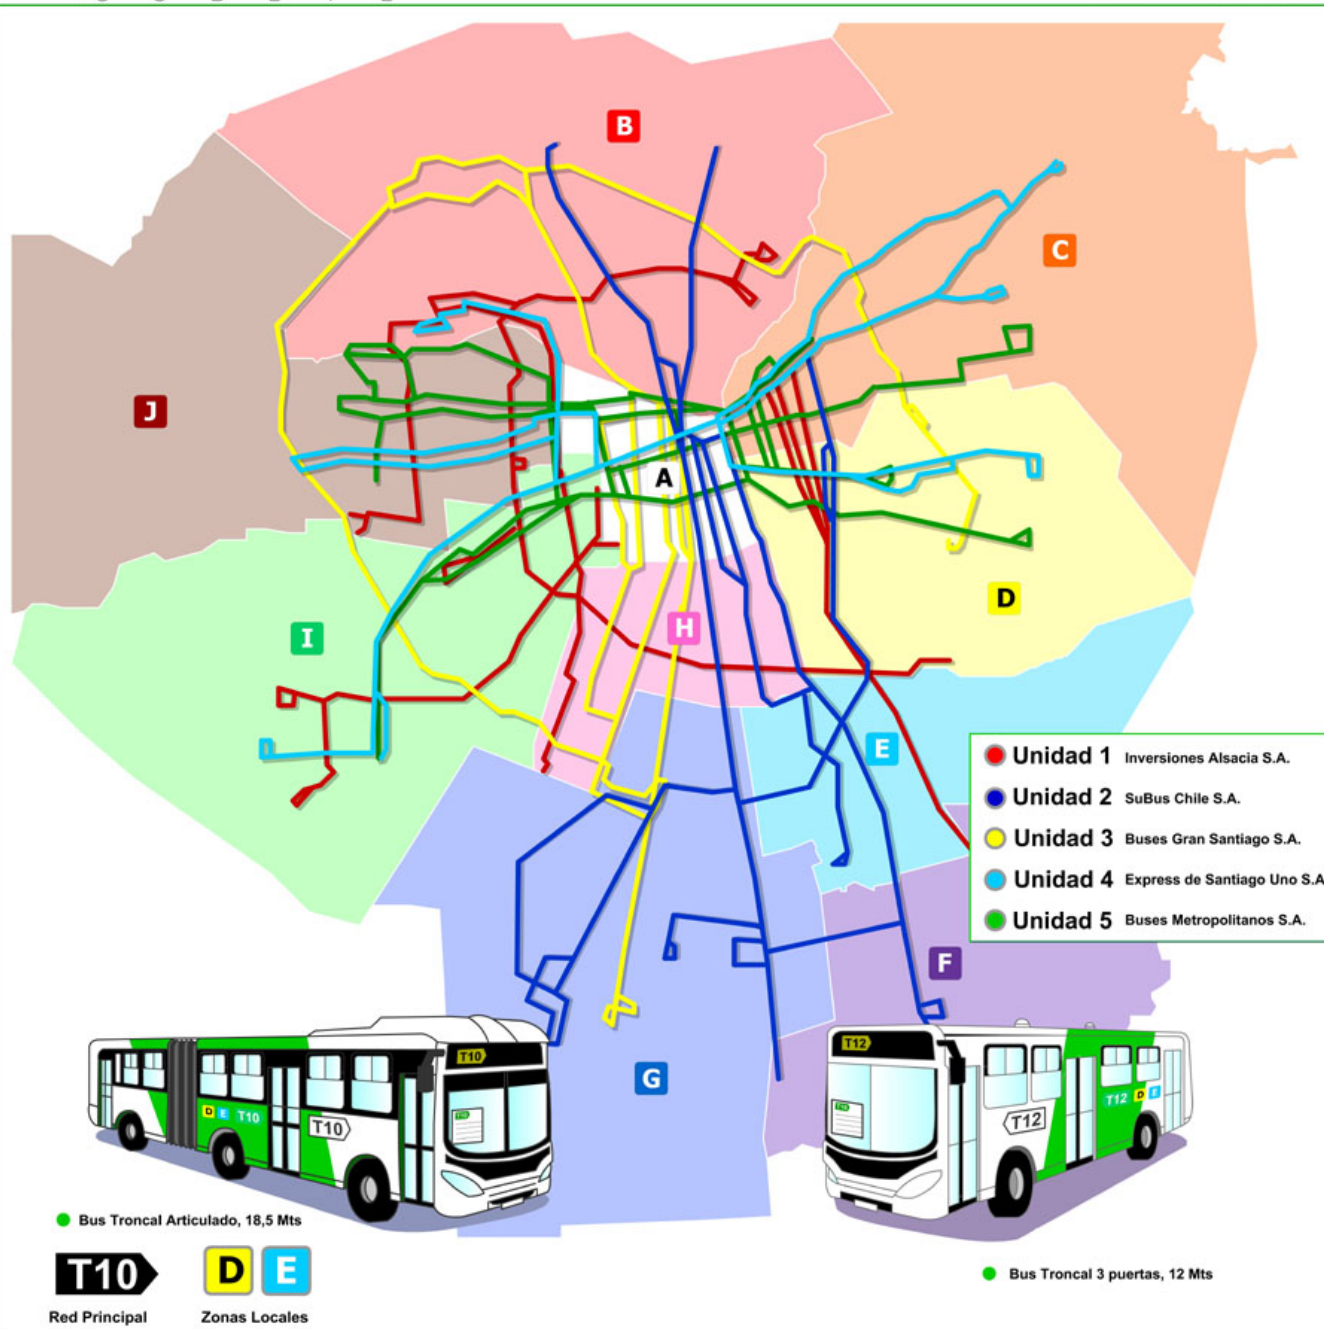 B
C
J
A
D
I
H
E
Unidad 1 Inversiones Alsacia S.A.
Unidad 2 SuBus Chile S.A.
Unidad 3 Buses Gran Santiago S.A.
Unidad 4 Express de Santiago Uno S.A
Unidad 5 Buses Metropolitanos S.A.
F
G
T10
D E T10
T10
T10
T12
T12
T12
T12 D E
Bus Troncal Articulado, 18,5 Mts
T10
D E
Red Principal
Zonas Locales
Bus Troncal 3 puertas, 12 Mts